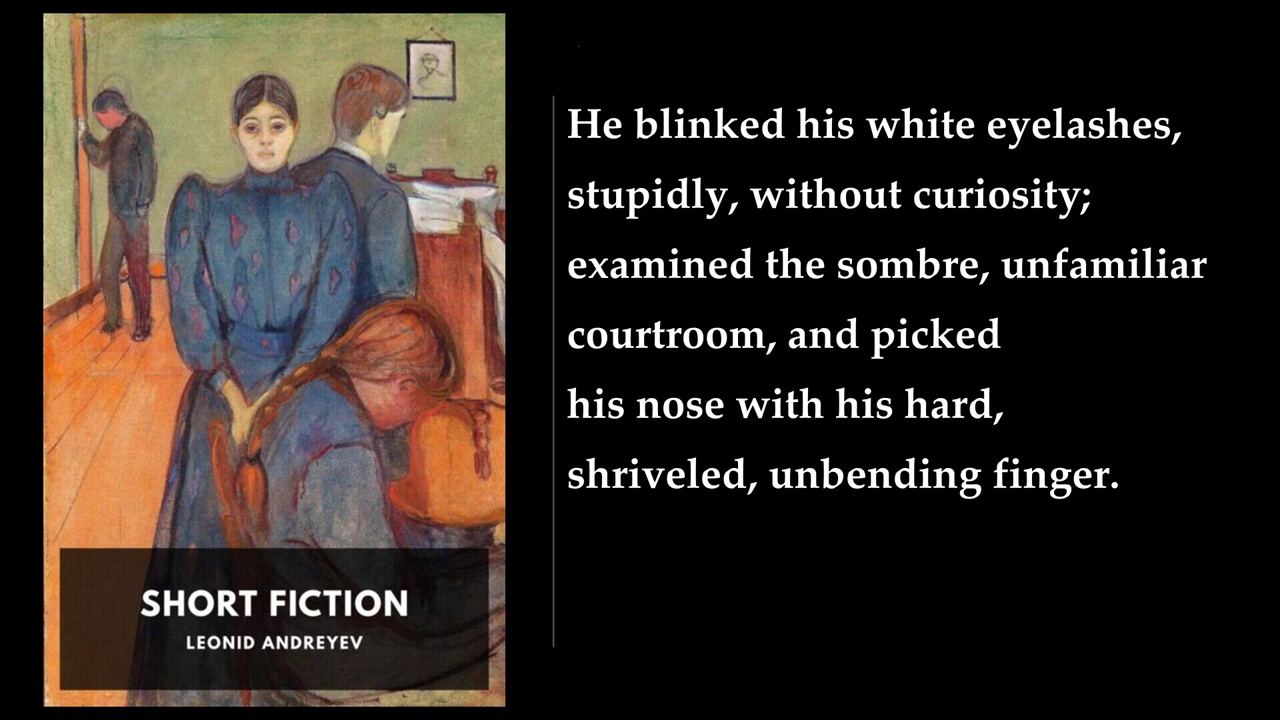 He blinked his white eyelashes,
stupidly, without curiosity;
examined the sombre, unfamiliar
courtroom, and picked
his nose with his hard,
shriveled, unbending finger.
SHORT FICTION
LEONID ANDREYEV